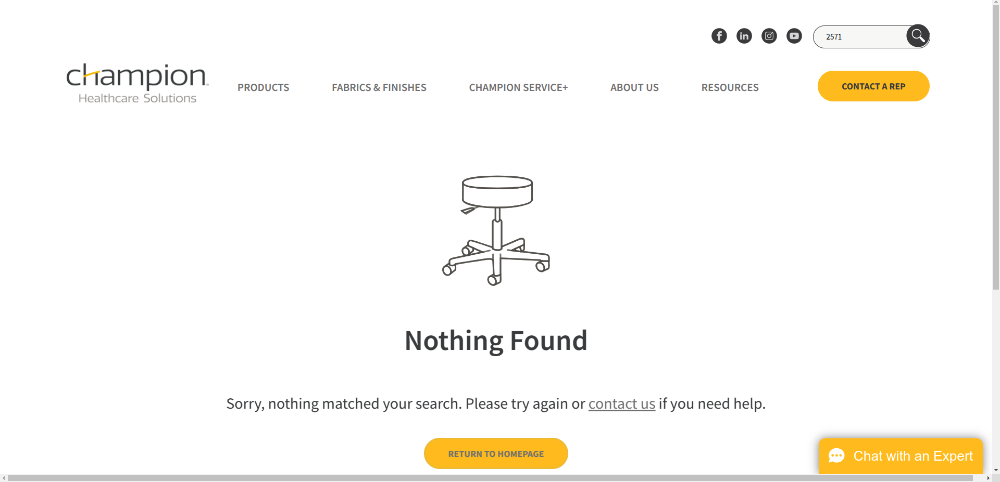 2571
champion
Healthcare Solutions
PRODUCTS
FABRICS & FINISHES
CHAMPION SERVICE+
ABOUT US
RESOURCES
CONTACT A REP
Nothing Found
Sorry, nothing matched your search. Please try again or contact us if you need help.
RETURN TO HOMEPAGE
Chat with an Expert